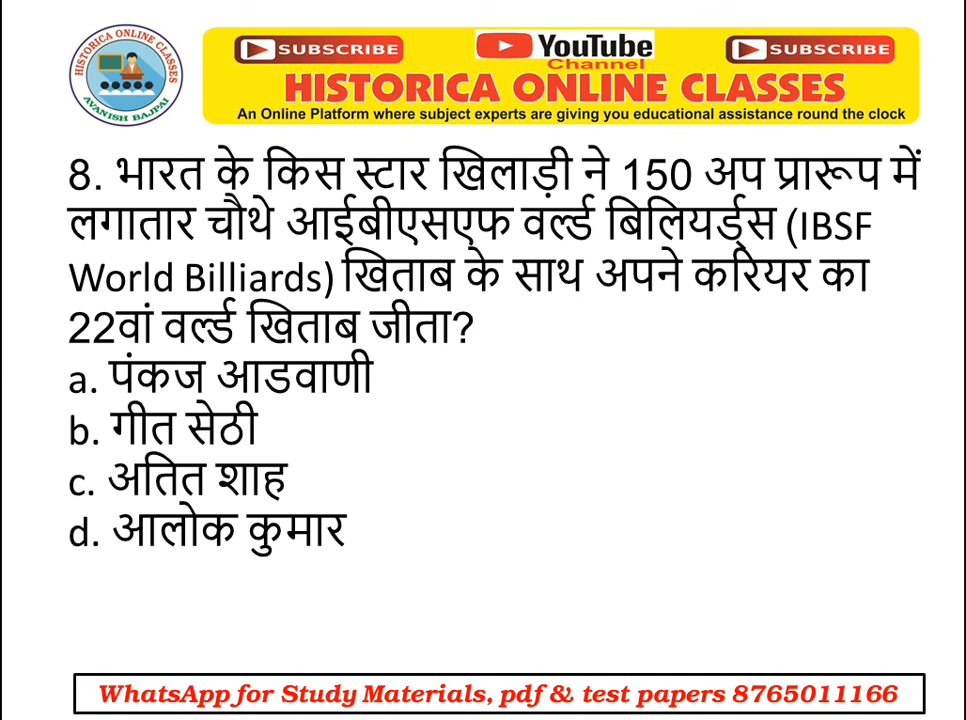 HISTORICA ONLINE CLASSES
AVANISH BAJPAI
SUBSCRIBE
YouTube
Channel
SUBSCRIBE
HISTORICA ONLINE CLASSES
An Online Platform where subject experts are giving you educational assistance round the clock
8. भारत के किस स्टार खिलाड़ी ने 150 अप प्रारूप में
लगातार चौथे आईबीएसएफ वर्ल्ड बिलियर्ड्स (IBSF
World Billiards) खिताब के साथ अपने करियर का
22वां वर्ल्ड खिताब जीता?
a. पंकज आडवाणी
b. गीत सेठी
c. अतित शाह
d. आलोक कुमार
WhatsApp for Study Materials, pdf & test papers 8765011166